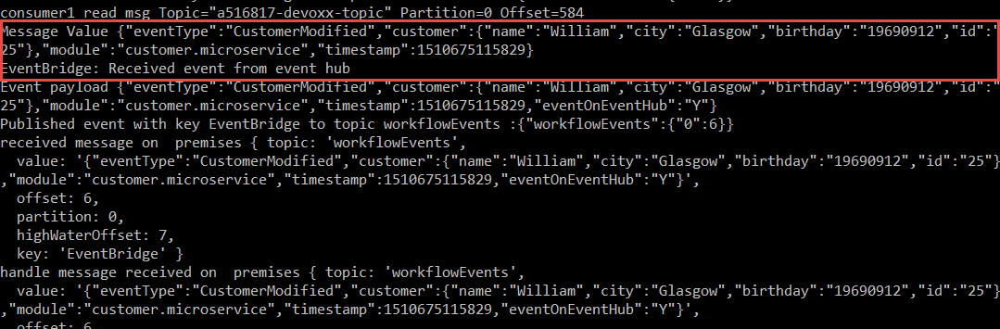 consumer1 read msg Topic="a516817-devoxx-topic" Partition=0 Offset=584
Message Value {"eventType":"CustomerModified","customer":{"name":"William","city":"Glasgow","birthday":"19690912","id":"
25"},"module":"customer.microservice","timestamp":1510675115829}
EventBridge: Received event from event hub
Event payload {"eventType":"CustomerModified","customer":{"name":"William","city":"Glasgow","birthday":"19690912","id":"
25"},"module":"customer.microservice","timestamp":1510675115829,"eventOnEventHub":"Y"}
Published event with key EventBridge to topic workflowEvents :{"workflowEvents":{"0":6}}
received message on  premises { topic: 'workflowEvents',
  value: '{"eventType":"CustomerModified","customer":{"name":"William","city":"Glasgow","birthday":"19690912","id":"25"}
,"module":"customer.microservice","timestamp":1510675115829,"eventOnEventHub":"Y"}',
  offset: 6,
  partition: 0,
  highWaterOffset: 7,
  key: 'EventBridge' }
handle message received on  premises { topic: 'workflowEvents',
  value: '{"eventType":"CustomerModified","customer":{"name":"William","city":"Glasgow","birthday":"19690912","id":"25"}
,"module":"customer.microservice","timestamp":1510675115829,"eventOnEventHub":"Y"}',
  offset: 6